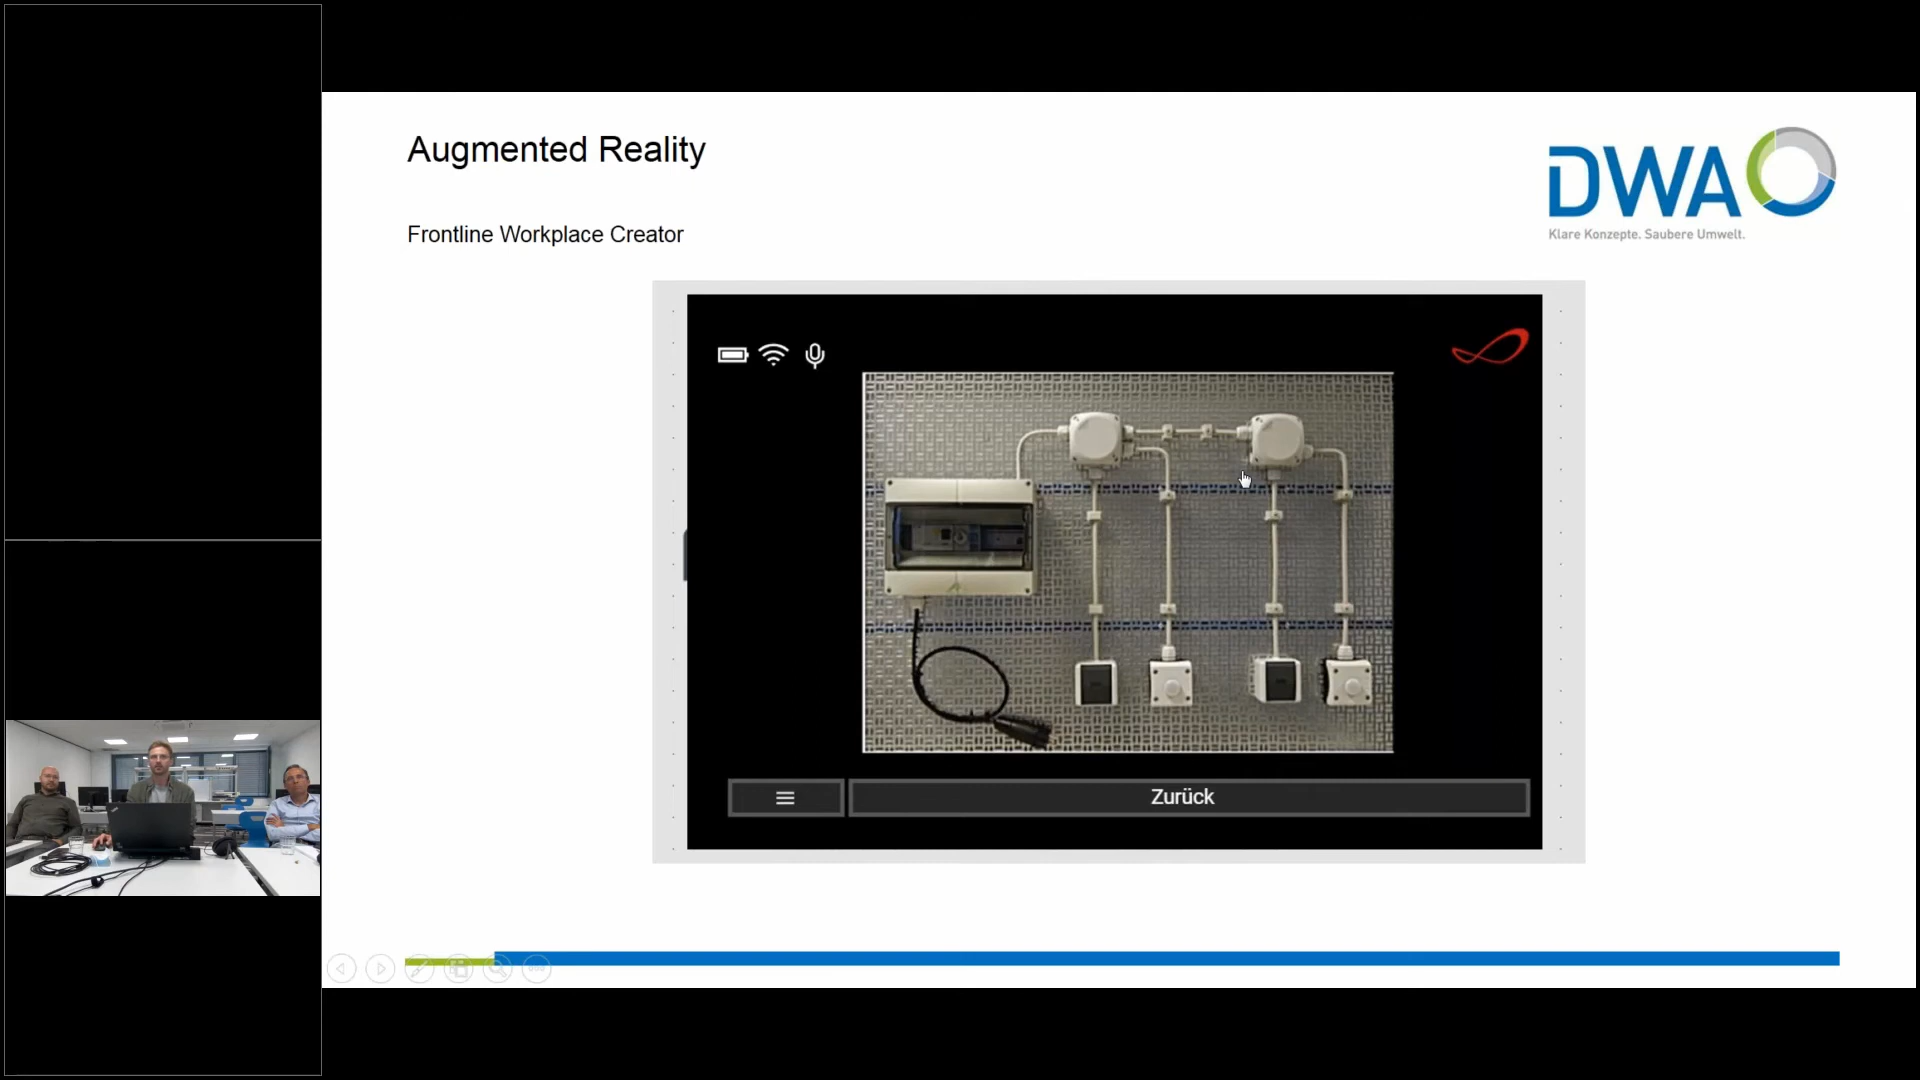 Augmented Reality
Frontline Workplace Creator
DWA
Klare Konzepte. Saubere Umwelt.
Zurück